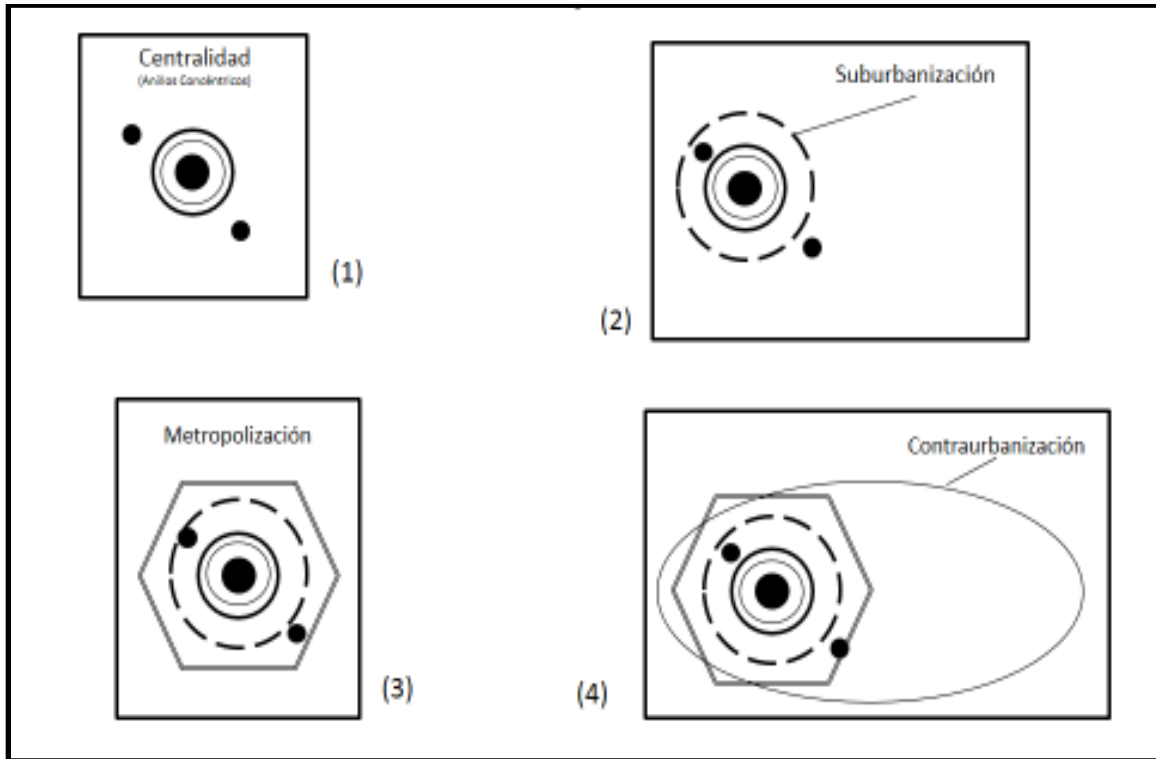 Centralidad
(Anillos Concéntricos)
(1)
Suburbanización
(2)
Metropolización
(3)
Contraurbanización
(4)